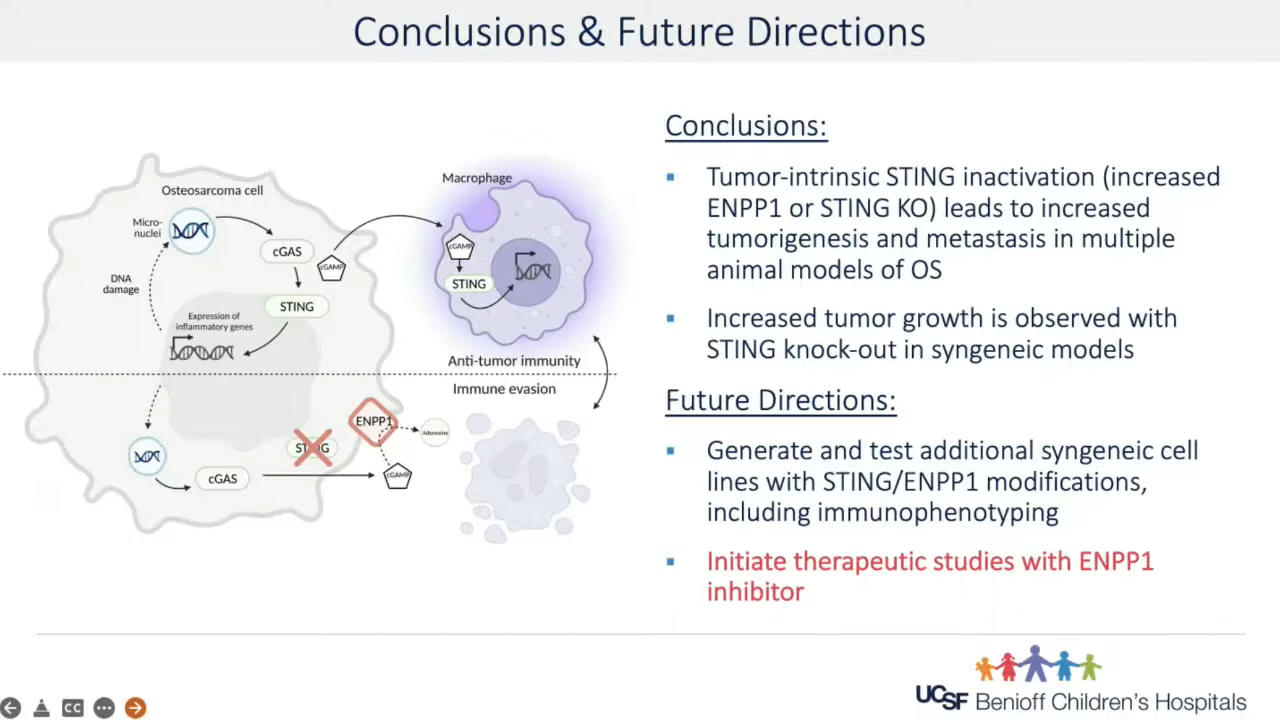 Conclusions & Future Directions
Osteosarcoma cell
Micro-
nuclei
cGAS
cGAMP
DNA
damage
STING
Expression of
inflammatory genes
Macrophage
cGAMP
STING
Anti-tumor immunity
Immune evasion
ENPP1
Adenosine
STING
cGAS
cGAMP
Conclusions:
▪ Tumor-intrinsic STING inactivation (increased
ENPP1 or STING KO) leads to increased
tumorigenesis and metastasis in multiple
animal models of OS
▪ Increased tumor growth is observed with
STING knock-out in syngeneic models
Future Directions:
▪ Generate and test additional syngeneic cell
lines with STING/ENPP1 modifications,
including immunophenotyping
▪ Initiate therapeutic studies with ENPP1
inhibitor
UCSF Benioff Children's Hospitals
CC